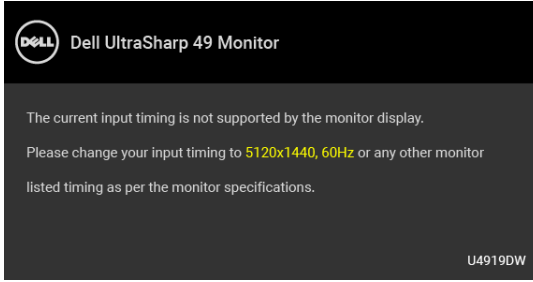 DELL
Dell UltraSharp 49 Monitor
The current input timing is not supported by the monitor display.
Please change your input timing to 5120x1440, 60Hz or any other monitor
listed timing as per the monitor specifications.
U4919DW